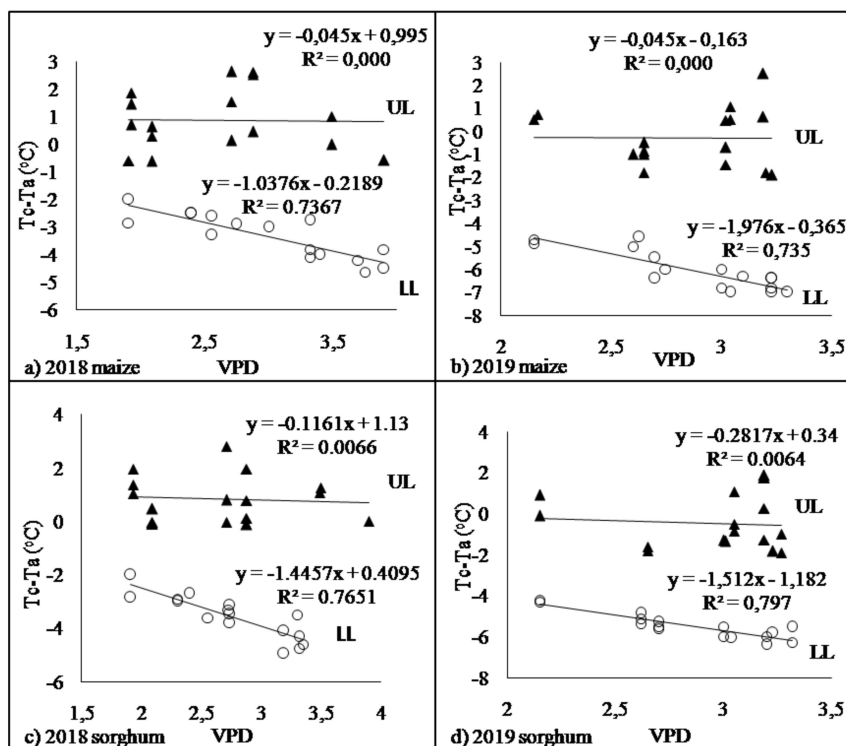 y = -0,045x + 0,995
R² = 0,000
UL
y = -1.0376x - 0.2189
R² = 0.7367
LL
Tc-Ta (°C)
3
2
1
0
-1
-2
-3
-4
-5
-6
1,5
2,5
3,5
a) 2018 maize
VPD
y = -0,045x - 0,163
R² = 0,000
UL
y = -1,976x - 0,365
R² = 0,735
LL
Tc-Ta (°C)
3
2
1
0
-1
-2
-3
-4
-5
-6
-7
-8
2
2,5
3
3,5
b) 2019 maize
VPD
y = -0.1161x + 1.13
R² = 0.0066
UL
y = -1.4457x + 0.4095
R² = 0.7651
LL
Tc-Ta (°C)
4
2
0
-2
-4
-6
2
2,5
3
3,5
4
c) 2018 sorghum
VPD
y = -0.2817x + 0.34
R² = 0.0064
UL
y = -1,512x - 1,182
R² = 0,797
LL
Tc-Ta (°C)
4
2
0
-2
-4
-6
-8
2
2,5
3
3,5
d) 2019 sorghum
VPD